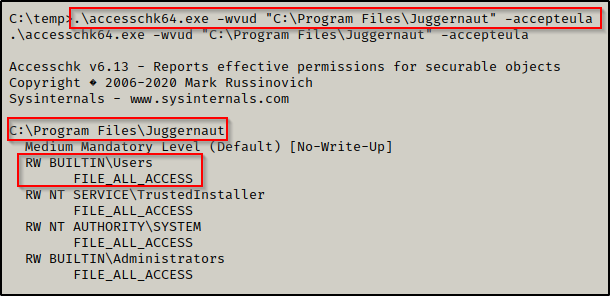 C:\temp>.\accesschk64.exe -wvud "C:\Program Files\Juggernaut" -accepteula
.\accesschk64.exe -wvud "C:\Program Files\Juggernaut" -accepteula
Accesschk v6.13 - Reports effective permissions for securable objects
Copyright � 2006-2020 Mark Russinovich
Sysinternals - www.sysinternals.com
C:\Program Files\Juggernaut
Medium Mandatory Level (Default) [No-Write-Up]
RW BUILTIN\Users
FILE_ALL_ACCESS
RW NT SERVICE\TrustedInstaller
FILE_ALL_ACCESS
RW NT AUTHORITY\SYSTEM
FILE_ALL_ACCESS
RW BUILTIN\Administrators
FILE_ALL_ACCESS